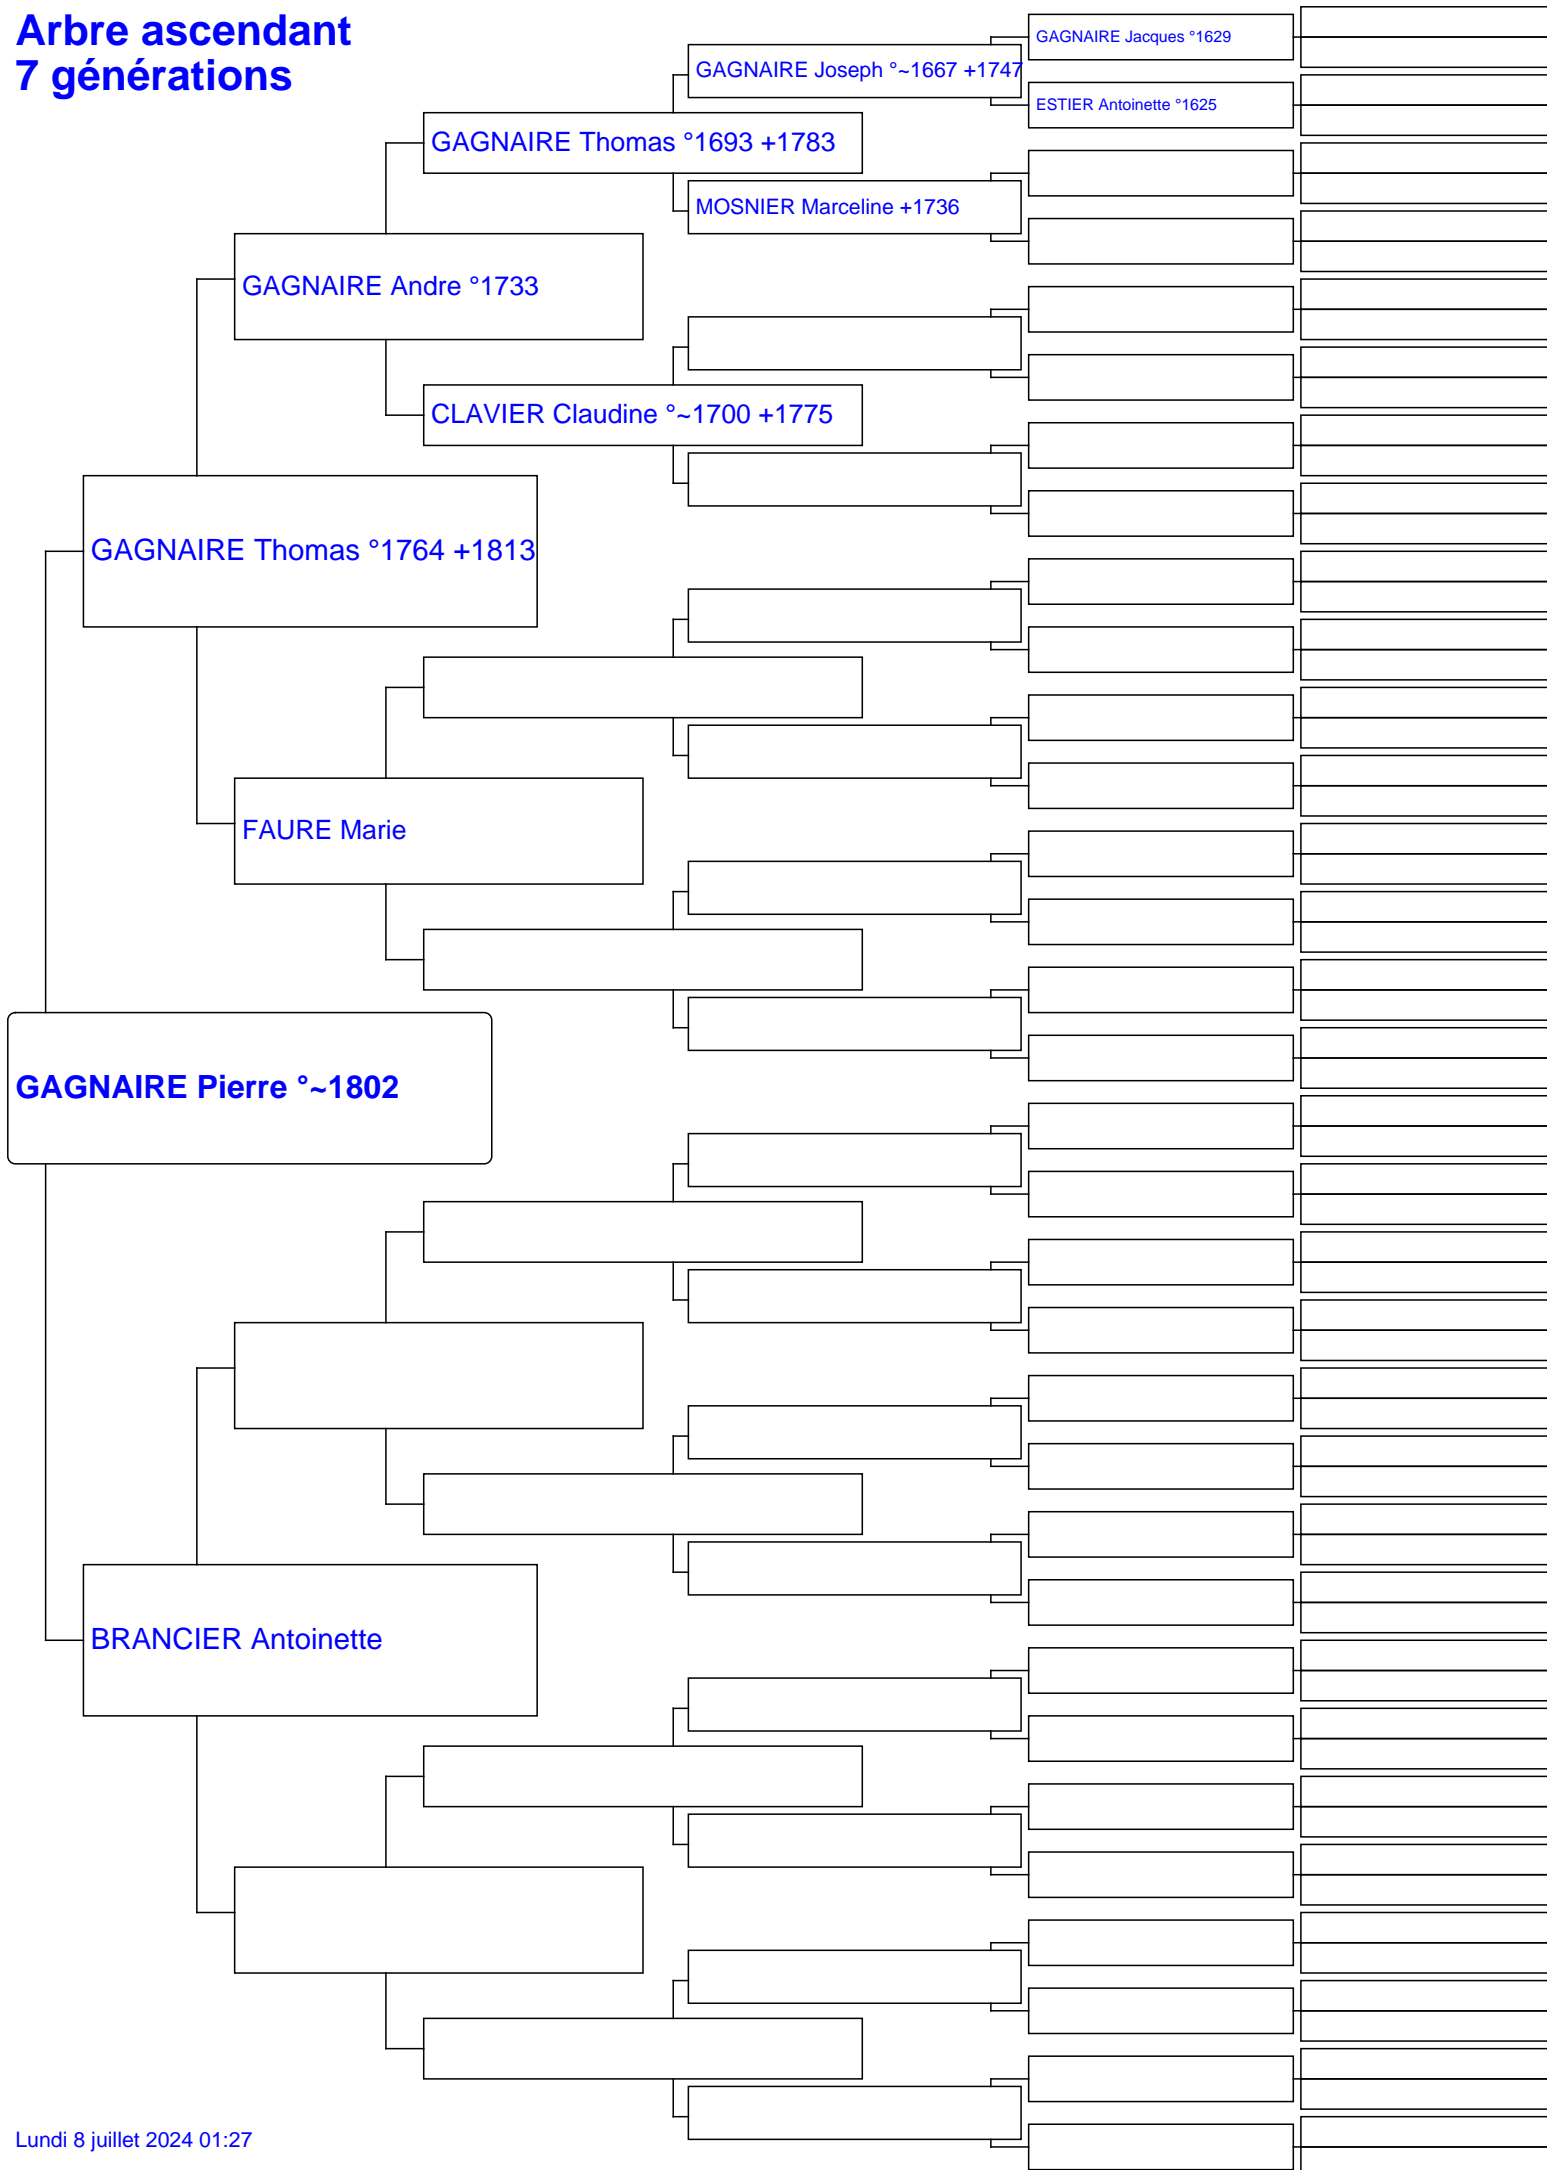 Arbre ascendant
7 générations
GAGNAIRE Jacques °1629
GAGNAIRE Joseph °~1667 +1747
ESTIER Antoinette °1625
GAGNAIRE Thomas °1693 +1783
MOSNIER Marceline +1736
GAGNAIRE Andre °1733
CLAVIER Claudine °~1700 +1775
GAGNAIRE Thomas °1764 +1813
FAURE Marie
GAGNAIRE Pierre °~1802
BRANCIER Antoinette
Lundi 8 juillet 2024 01:27